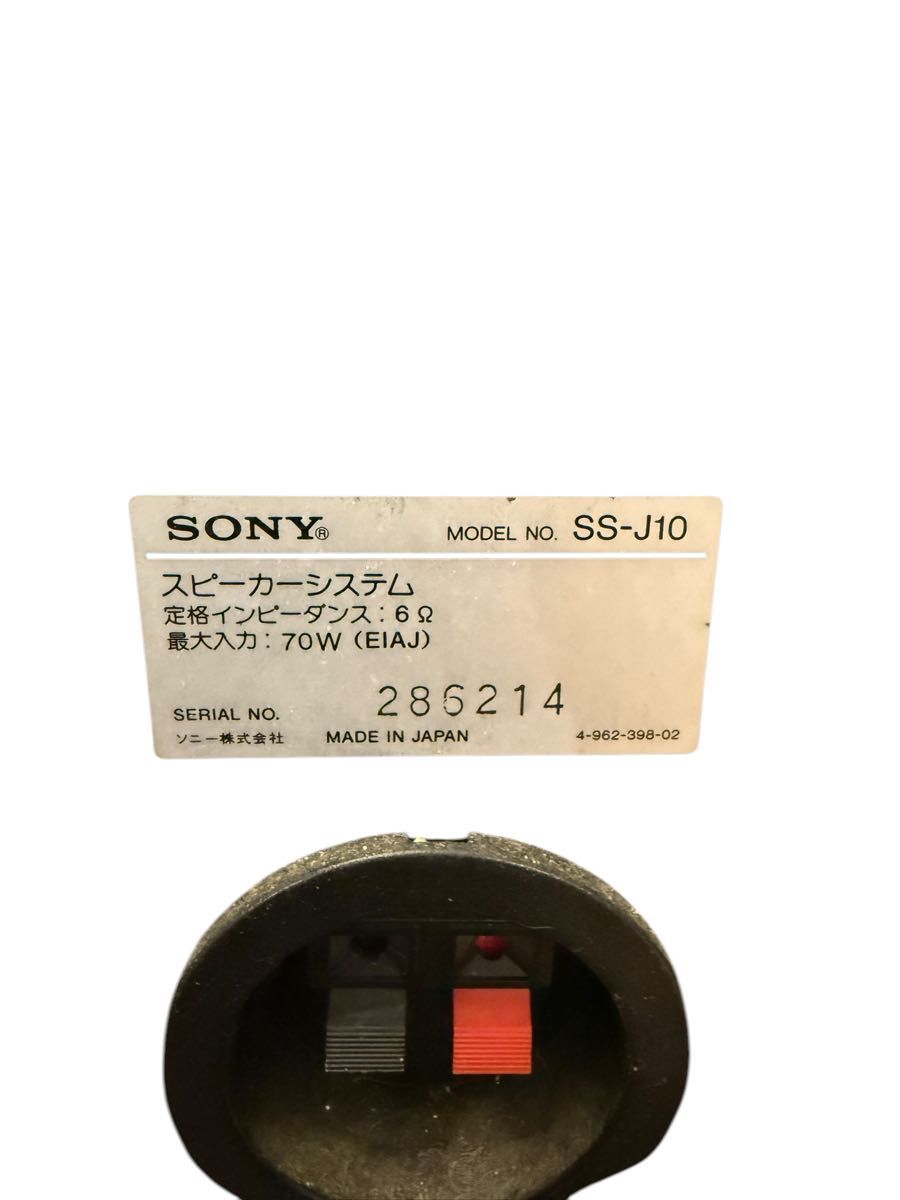 SONY®
MODEL NO. SS-J10
スピーカーシステム
定格インピーダンス: 6Ω
最大入力: 70W (EIAJ)
SERIAL NO. 286214
ソニー株式会社 MADE IN JAPAN 4-962-398-02